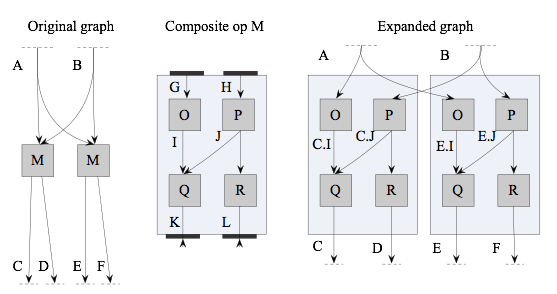 Original graph
Composite op M
Expanded graph
A
B
M
M
C
D
E
F
G
H
O
P
I
J
Q
R
K
L
A
B
O
P
O
P
C.I
C.J
E.I
E.J
Q
R
Q
R
C
D
E
F